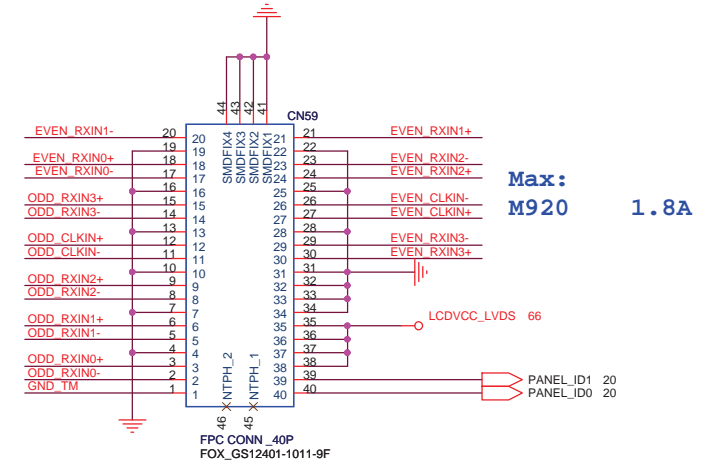 44 43 42 41
CN59
EVEN_RXIN1- 20 20 SMDFIX4 SMDFIX3 SMDFIX2 SMDFIX1 21 21 EVEN_RXIN1+
19 19 22 22
EVEN_RXIN0+ 18 18 23 23 EVEN_RXIN2-
EVEN_RXIN0- 17 17 24 24 EVEN_RXIN2+
16 16 25 25
ODD_RXIN3+ 15 15 26 26 EVEN_CLKIN-
ODD_RXIN3- 14 14 27 27 EVEN_CLKIN+
13 13 28 28
ODD_CLKIN+ 12 12 29 29 EVEN_RXIN3-
ODD_CLKIN- 11 11 30 30 EVEN_RXIN3+
10 10 31 31
ODD_RXIN2+ 9 9 32 32
ODD_RXIN2- 8 8 33 33
7 7 34 34
ODD_RXIN1+ 6 6 35 35 LCDVCC_LVDS 66
ODD_RXIN1- 5 5 36 36
4 4 37 37
ODD_RXIN0+ 3 3 38 38
ODD_RXIN0- 2 2 NTPH_2 NTPH_1 39 39 PANEL_ID1 20
GND_TM 1 1 40 40 PANEL_ID0 20
46 45
FPC CONN _40P
FOX_GS12401-1011-9F
Max:
M920 1.8A